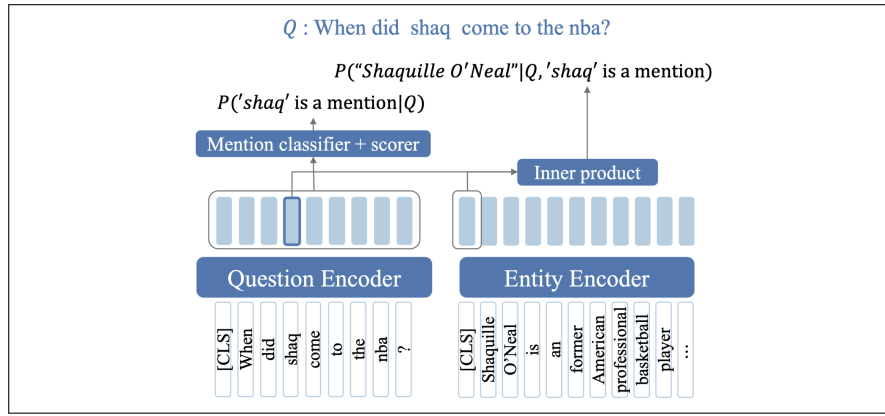 Q : When did shaq come to the nba?
P("Shaquille O'Neal"|Q, 'shaq' is a mention)
P('shaq' is a mention|Q)
Mention classifier + scorer
Inner product
Question Encoder
Entity Encoder
[CLS]
When
did
shaq
come
to
the
nba
?
[CLS]
Shaquille
O'Neal
is
an
former
American
professional
basketball
player
...